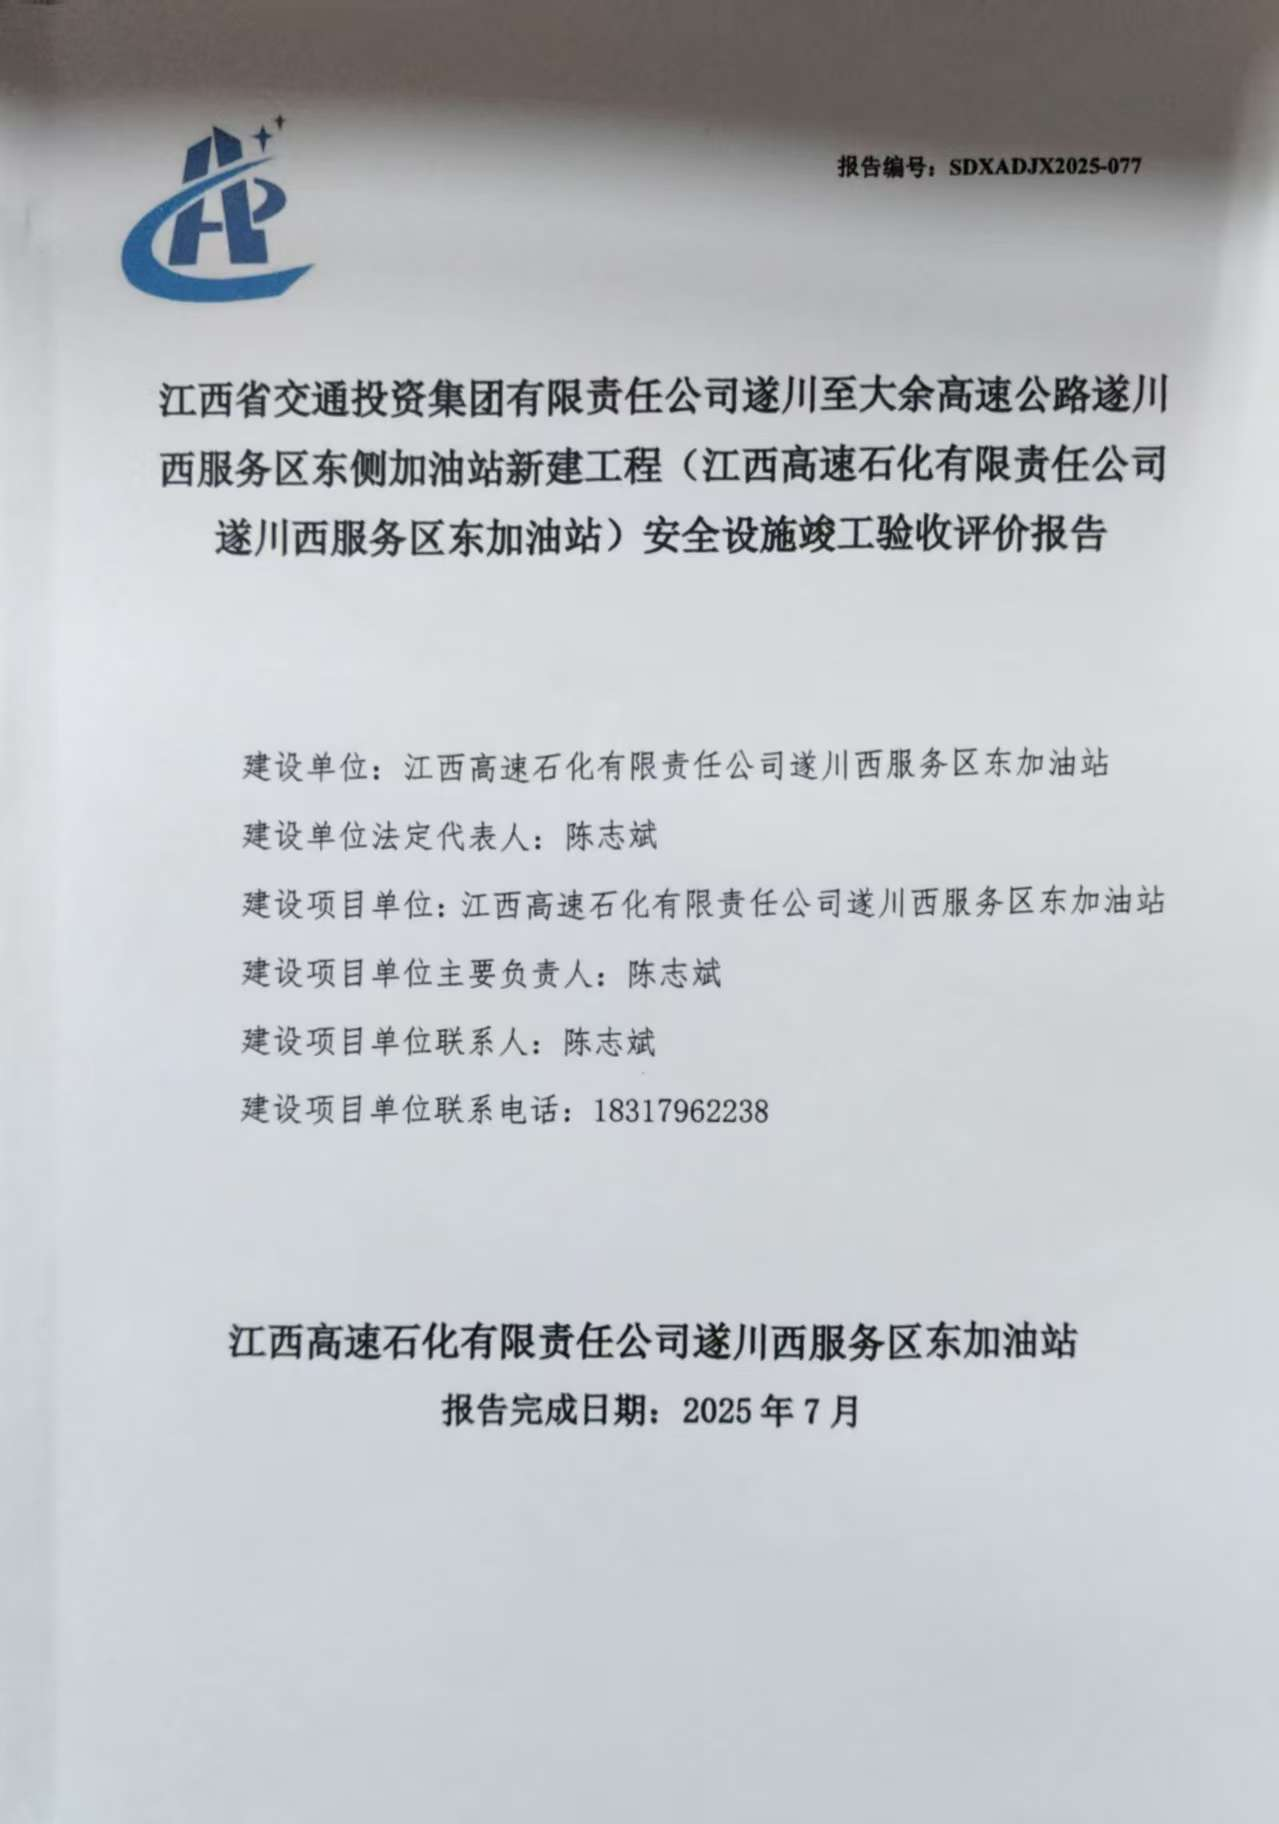 报告编号：SDXADJX2025-077
江西省交通投资集团有限责任公司遂川至大余高速公路遂川
西服务区东侧加油站新建工程（江西高速石化有限责任公司
遂川西服务区东加油站）安全设施竣工验收评价报告
建设单位：江西高速石化有限责任公司遂川西服务区东加油站
建设单位法定代表人：陈志斌
建设项目单位：江西高速石化有限责任公司遂川西服务区东加油站
建设项目单位主要负责人：陈志斌
建设项目单位联系人：陈志斌
建设项目单位联系电话：18317962238
江西高速石化有限责任公司遂川西服务区东加油站
报告完成日期：2025年7月